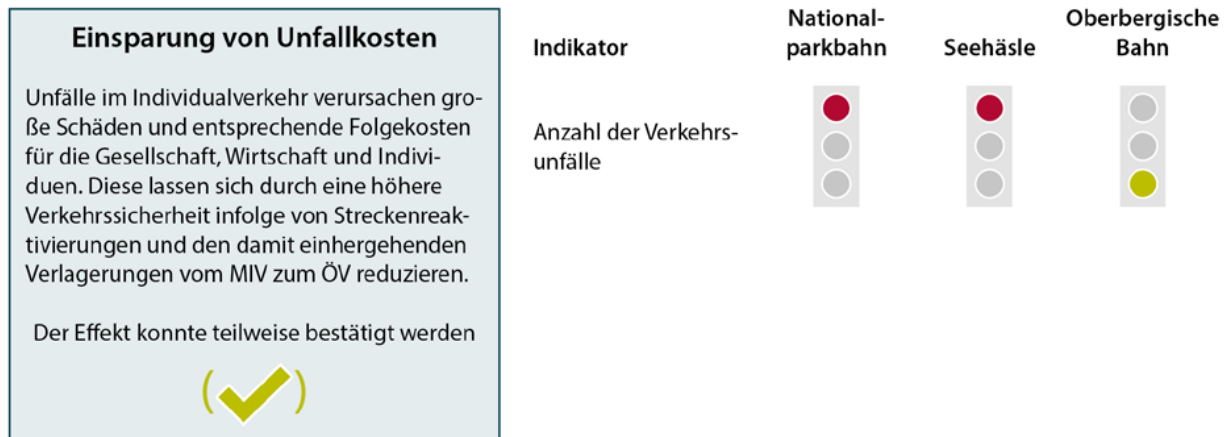 Einsparung von Unfallkosten
Unfälle im Individualverkehr verursachen gro-
ße Schäden und entsprechende Folgekosten
für die Gesellschaft, Wirtschaft und Indivi-
duen. Diese lassen sich durch eine höhere
Verkehrssicherheit infolge von Streckenreak-
tivierungen und den damit einhergehenden
Verlagerungen vom MIV zum ÖV reduzieren.
Der Effekt konnte teilweise bestätigt werden
Indikator
National-
parkbahn
Seehäsle
Oberbergische
Bahn
Anzahl der Verkehrs-
unfälle